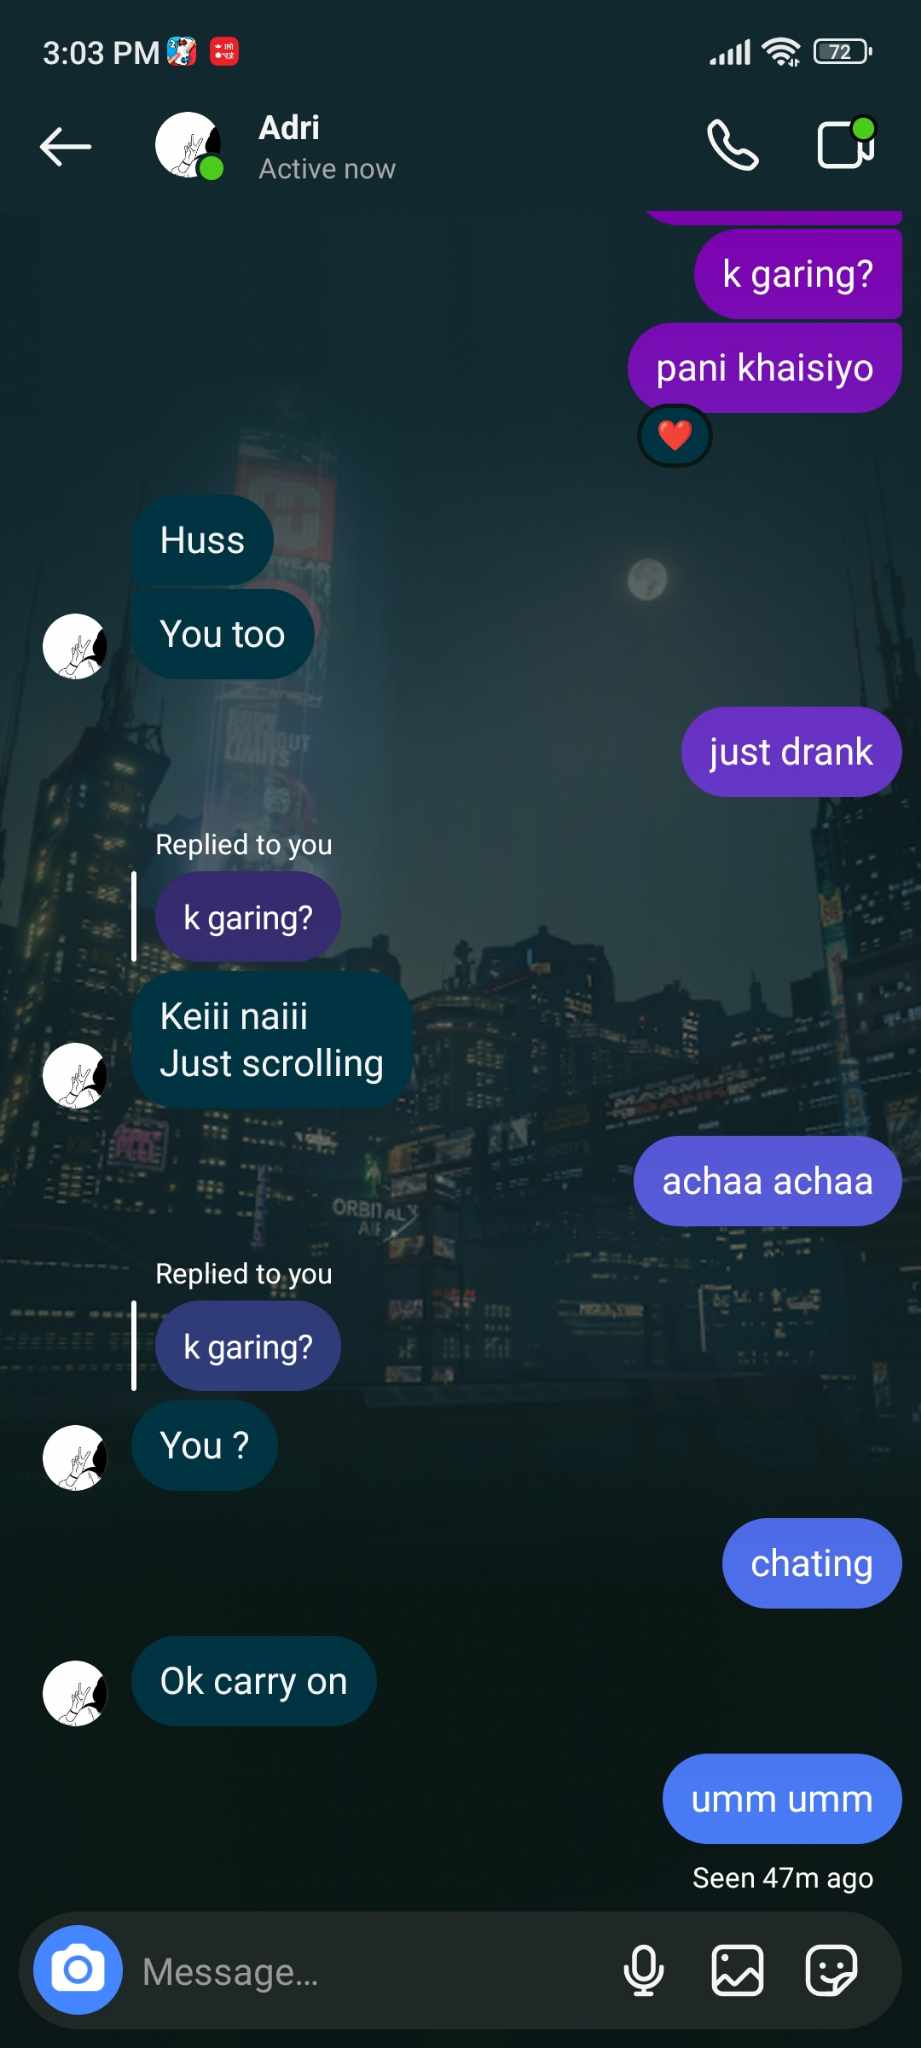 3:03 PM
72
Adri
Active now
k garing?
pani khaisiyo
Huss
You too
just drank
Replied to you
k garing?
Keiii naiii
Just scrolling
achaa achaa
ORBITAL
AIR
Replied to you
k garing?
You ?
chating
Ok carry on
umm umm
Seen 47m ago
Message...